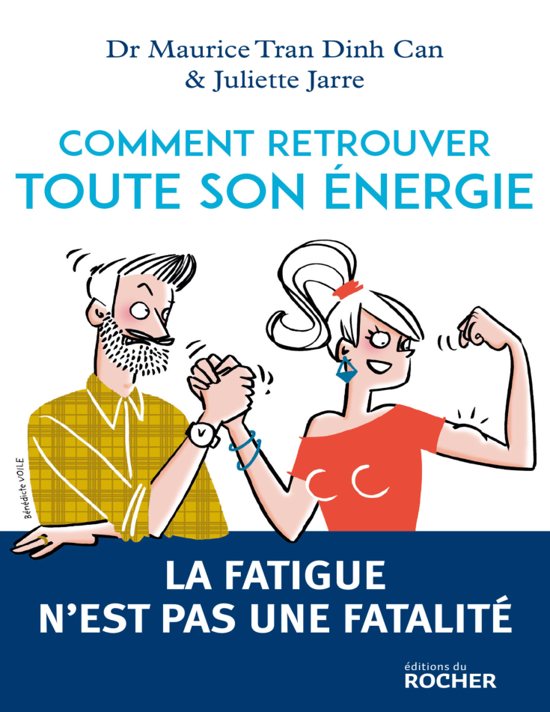 Dr Maurice Tran Dinh Can
& Juliette Jarre
COMMENT RETROUVER
TOUTE SON ÉNERGIE
Bénédicte VOILE
LA FATIGUE
N'EST PAS UNE FATALITÉ
éditions du
ROCHER